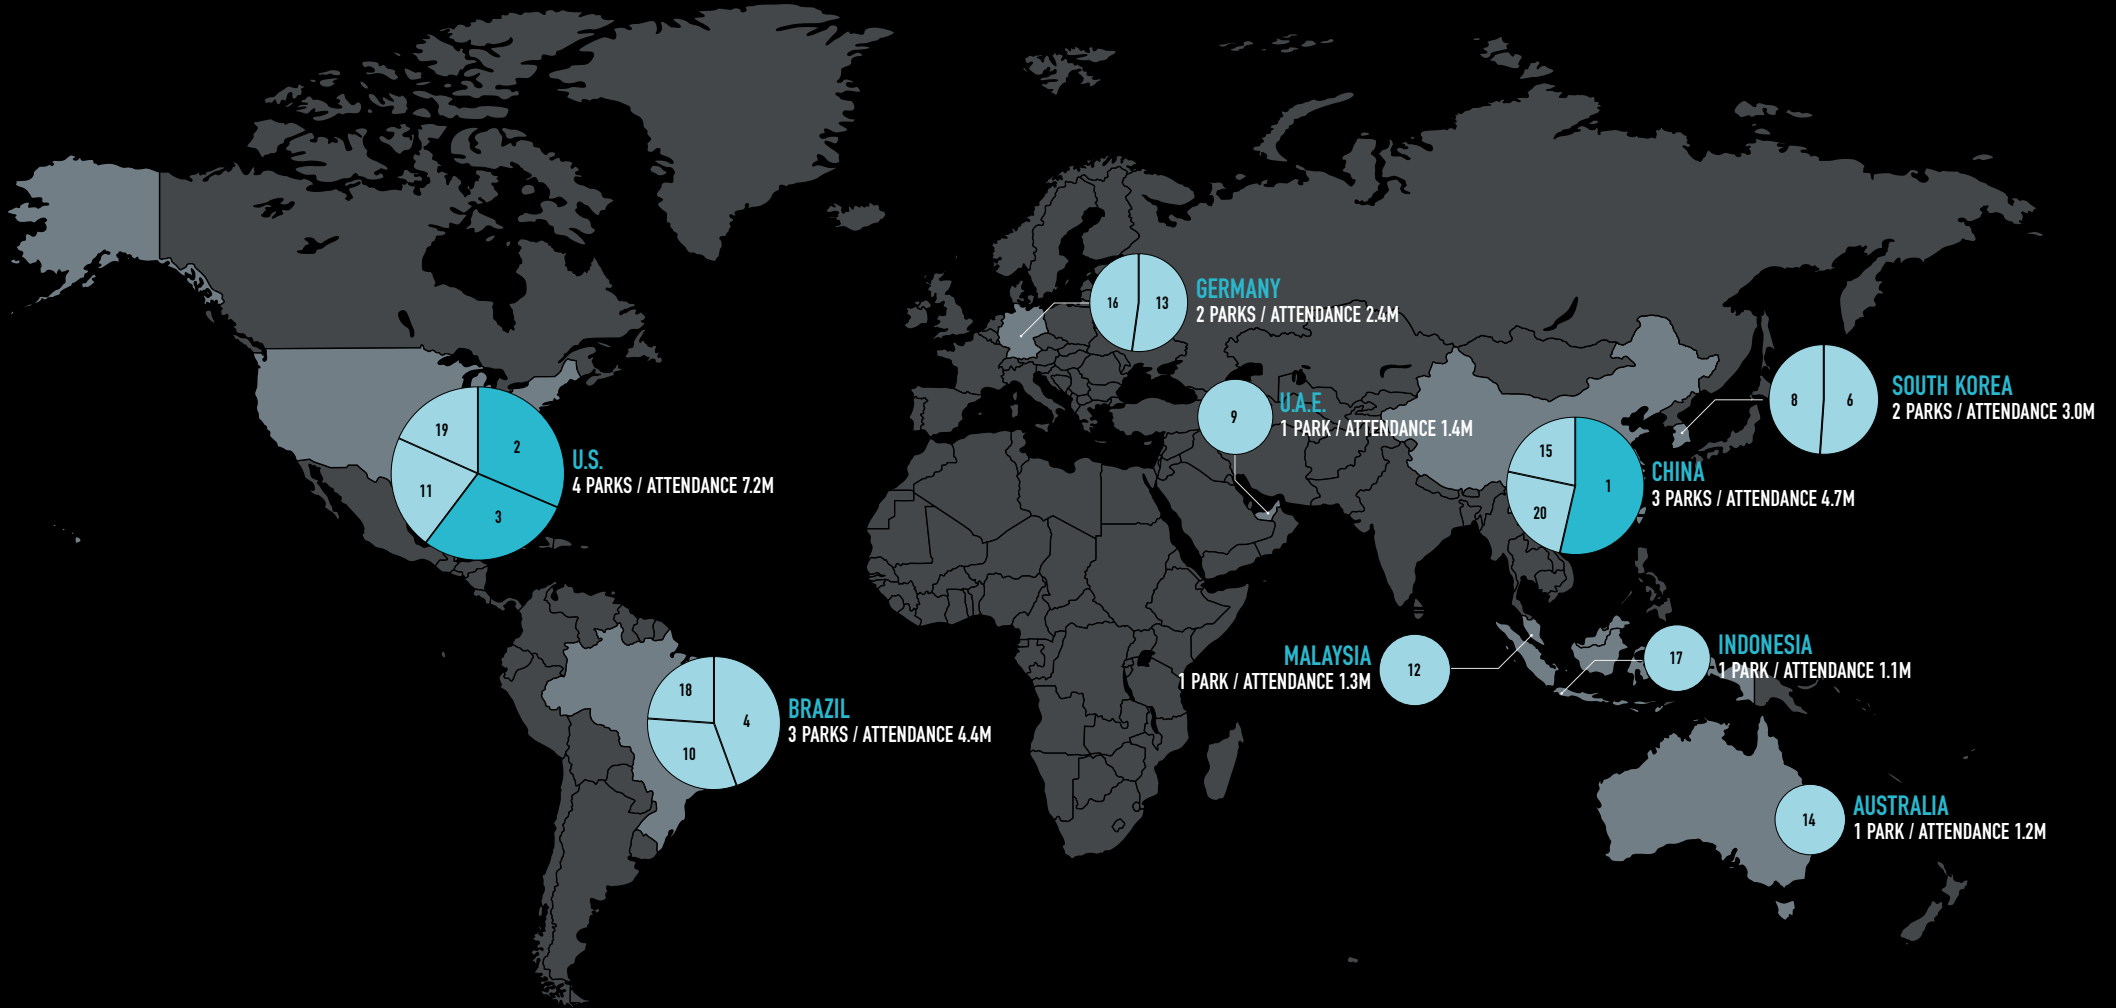 GERMANY
2 PARKS / ATTENDANCE 2.4M
16
13
U.A.E.
1 PARK / ATTENDANCE 1.4M
9
SOUTH KOREA
2 PARKS / ATTENDANCE 3.0M
8
6
U.S.
4 PARKS / ATTENDANCE 7.2M
19
2
11
3
CHINA
3 PARKS / ATTENDANCE 4.7M
15
1
20
MALAYSIA
1 PARK / ATTENDANCE 1.3M
12
INDONESIA
1 PARK / ATTENDANCE 1.1M
17
BRAZIL
3 PARKS / ATTENDANCE 4.4M
18
4
10
AUSTRALIA
1 PARK / ATTENDANCE 1.2M
14